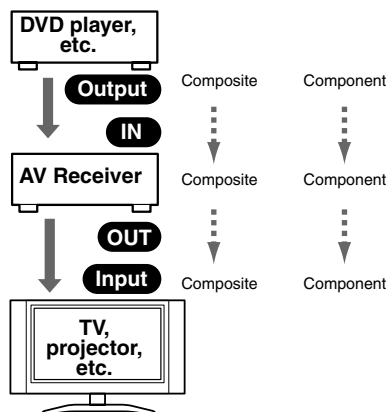 DVD player,
etc.
Output
Composite
Component
IN
AV Receiver
Composite
Component
OUT
Input
Composite
Component
TV,
projector,
etc.